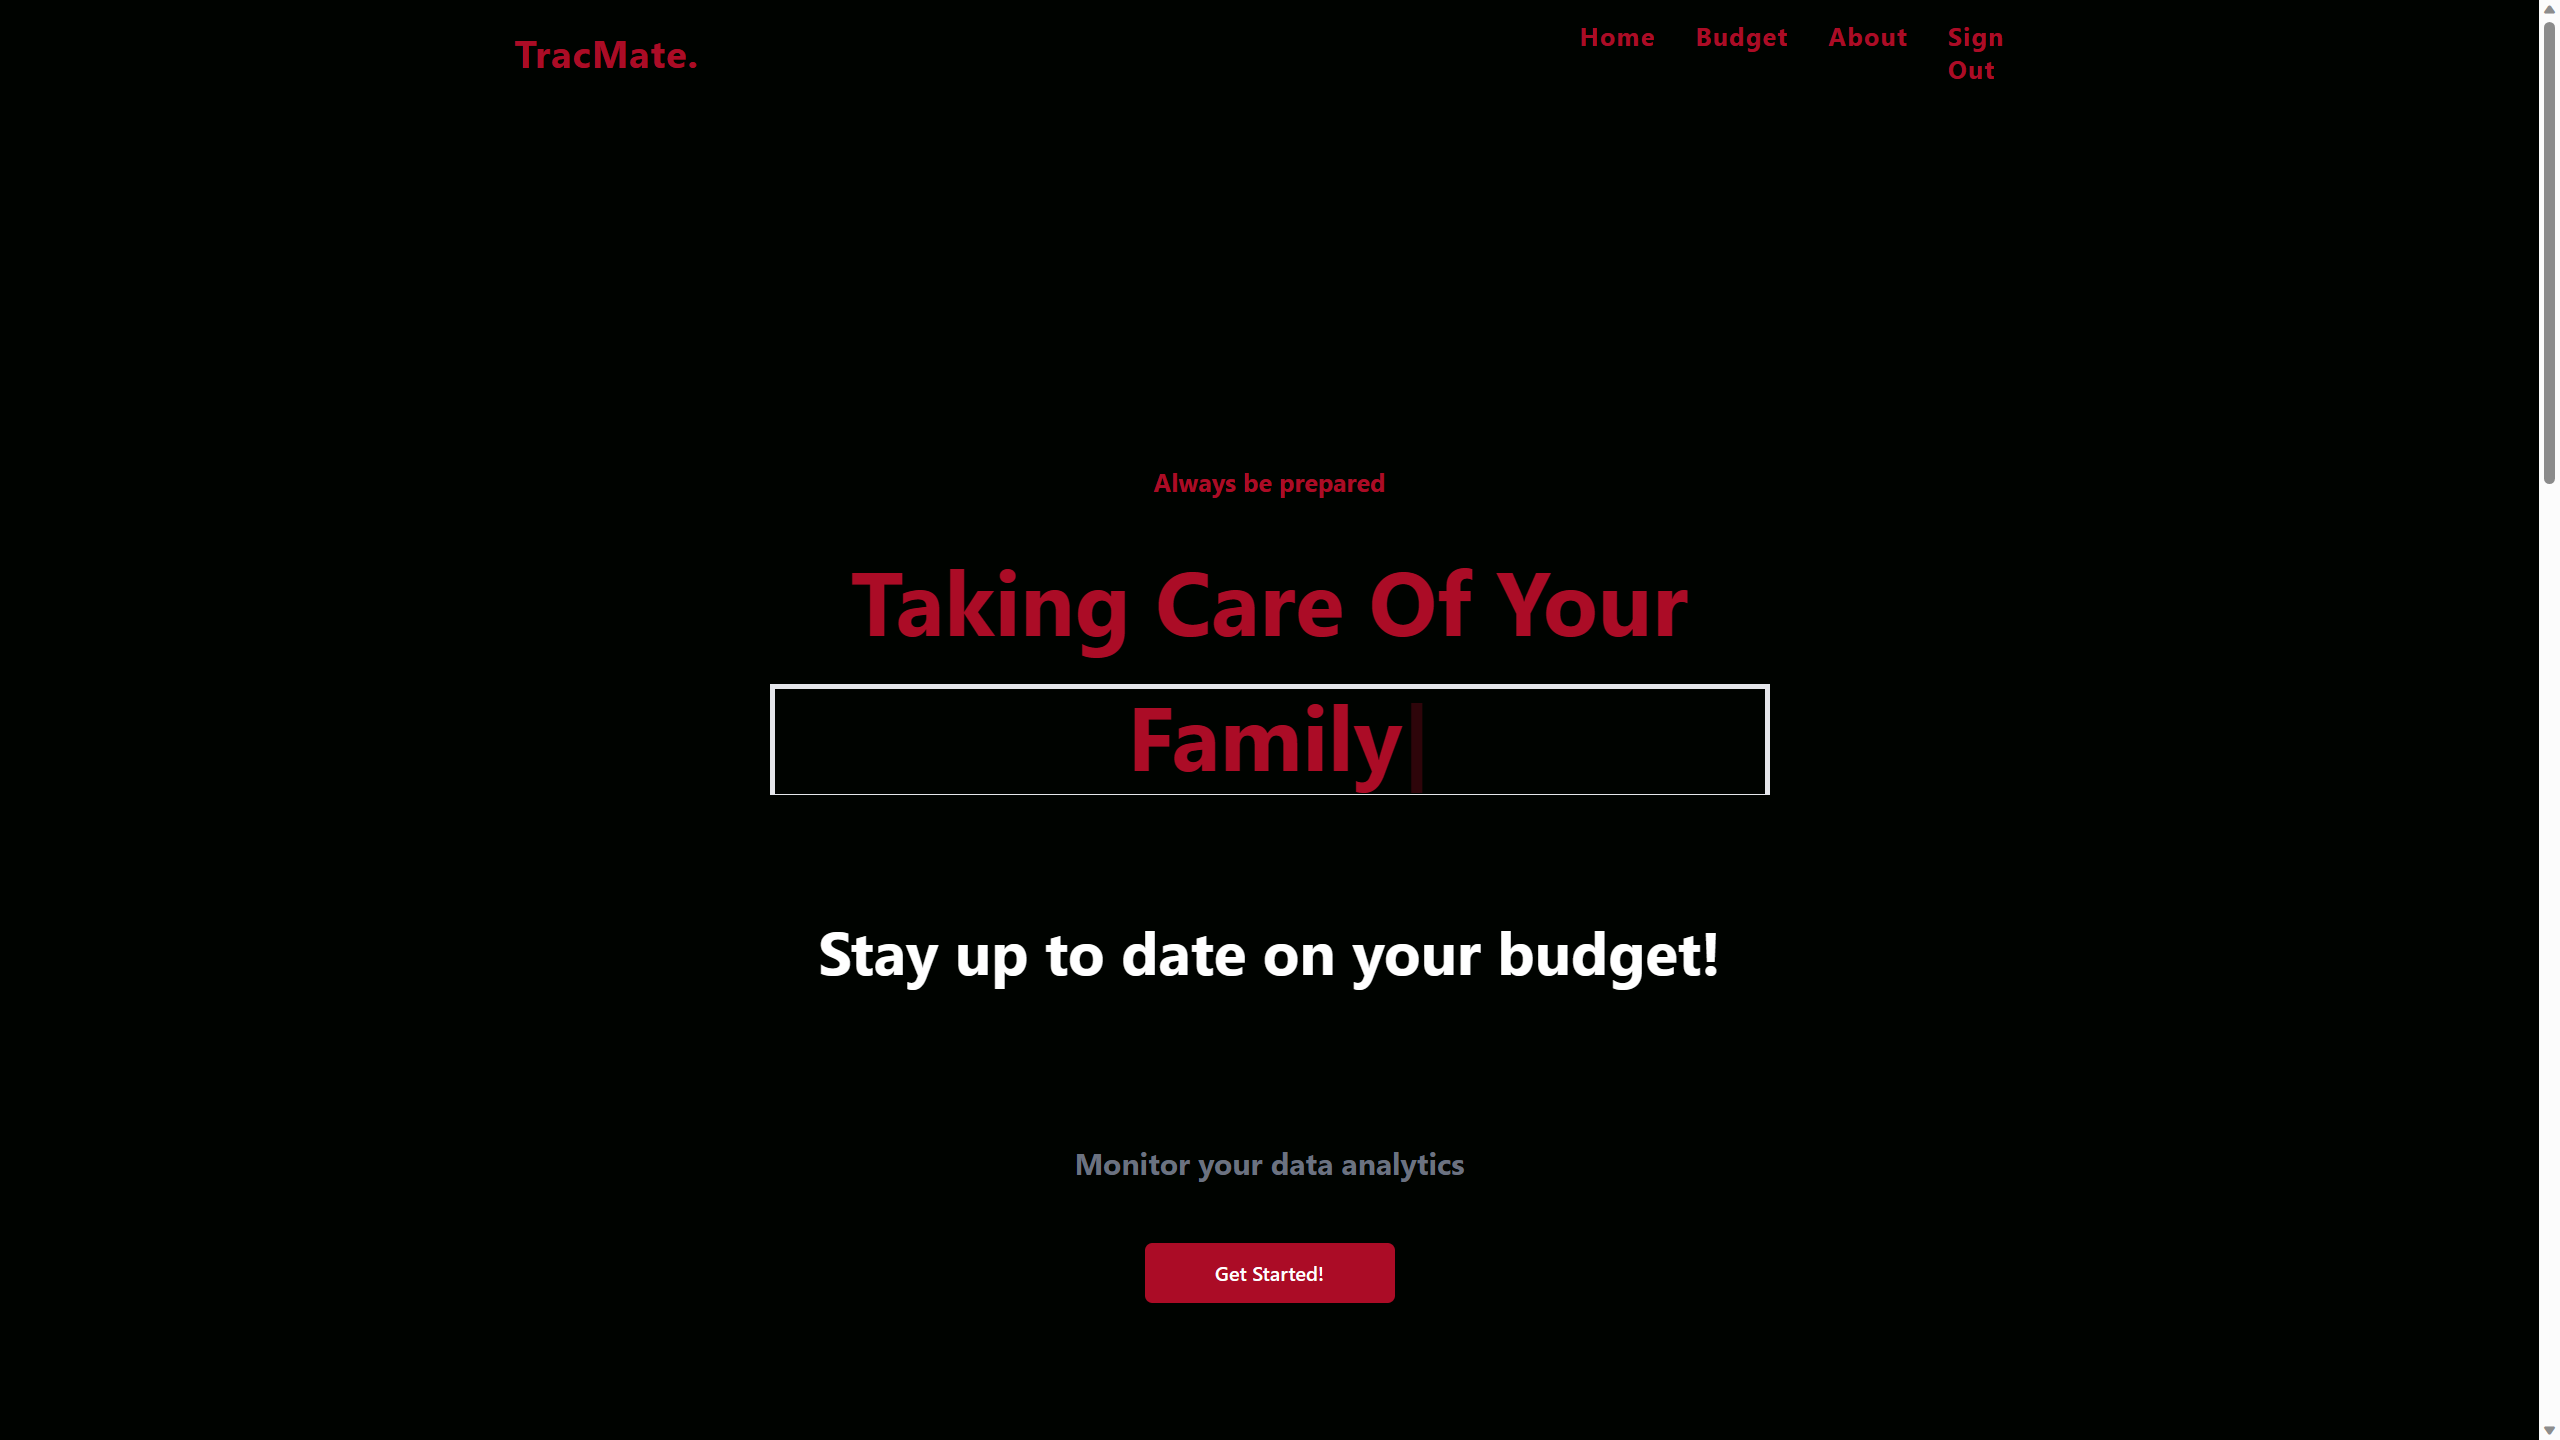 TracMate.
Home Budget About Sign
Out
Always be prepared
Taking Care Of Your
Family
Stay up to date on your budget!
Monitor your data analytics
Get Started!